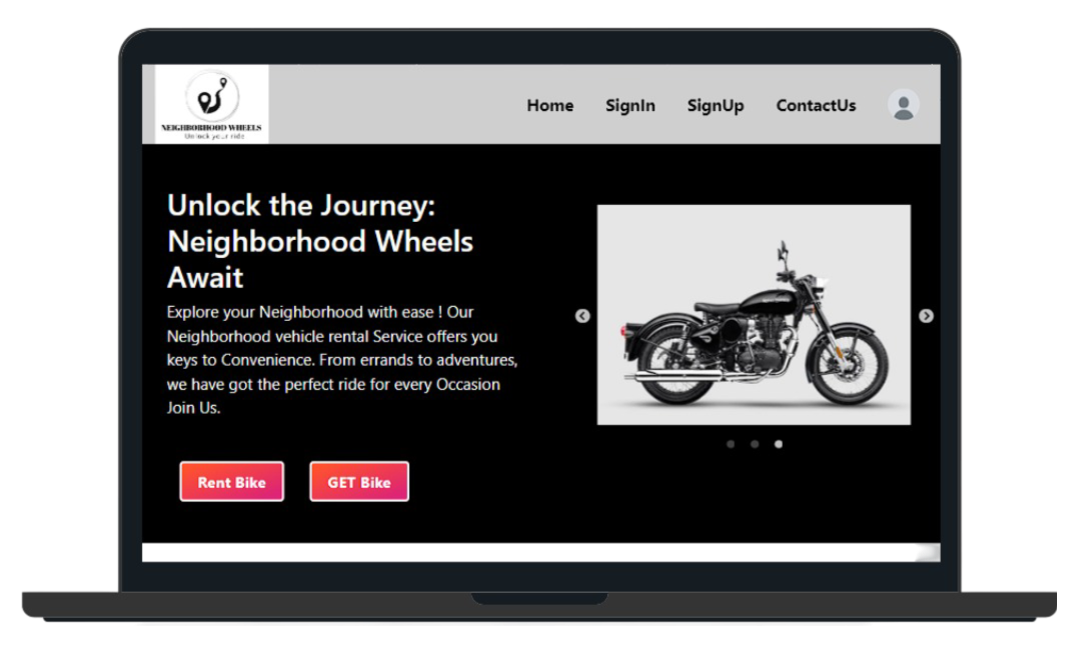 NEIGHBORHOOD WHEELS
Unlock your ride
Home SignIn SignUp ContactUs
Unlock the Journey:
Neighborhood Wheels
Await
Explore your Neighborhood with ease ! Our
Neighborhood vehicle rental Service offers you
keys to Convenience. From errands to adventures,
we have got the perfect ride for every Occasion
Join Us.
Rent Bike GET Bike